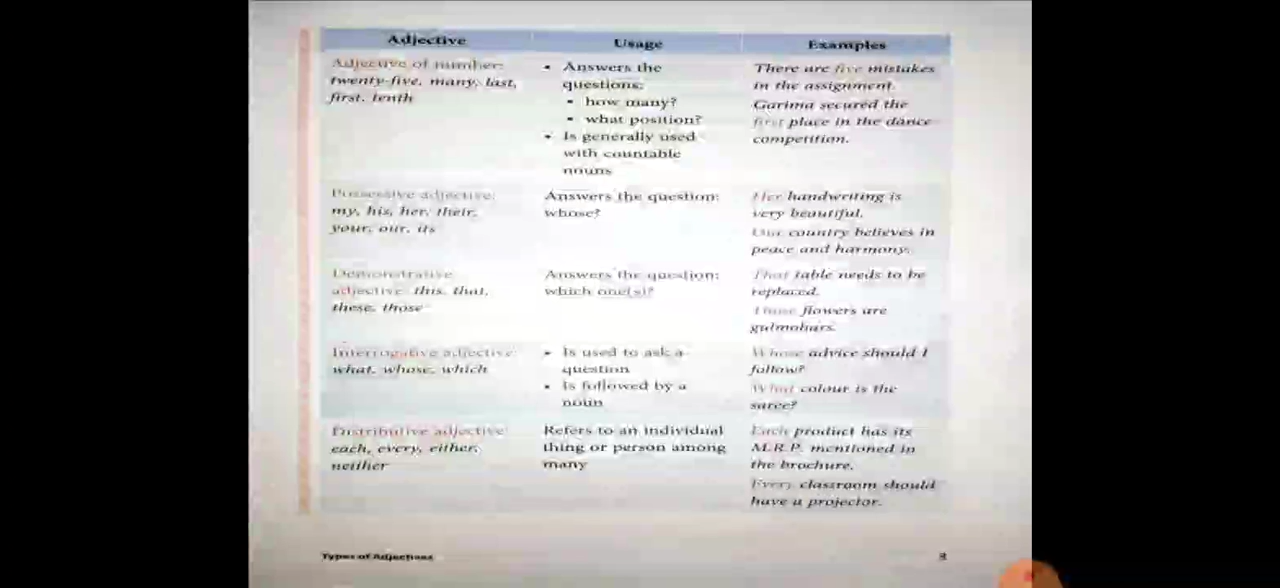 Adjective Usage Examples
Adjective of number:
twenty-five, many, last,
first, tenth
• Answers the
questions:
• how many?
• what position?
• Is generally used
with countable
nouns
There are five mistakes
in the assignment.
Garima secured the
first place in the dance
competition.
Possessive adjective:
my, his, her, their,
your, our, its
Answers the question:
whose?
Her handwriting is
very beautiful.
Our country believes in
peace and harmony.
Demonstrative
adjective: this, that,
these, those
Answers the question:
which one(s)?
That table needs to be
replaced.
Those flowers are
gulmohars.
Interrogative adjective:
what, whose, which
• Is used to ask a
question
• Is followed by a
noun
Whose advice should I
follow?
What colour is the
saree?
Distributive adjective:
each, every, either,
neither
Refers to an individual
thing or person among
many
Each product has its
M.R.P. mentioned in
the brochure.
Every classroom should
have a projector.
Types of Adjectives 3